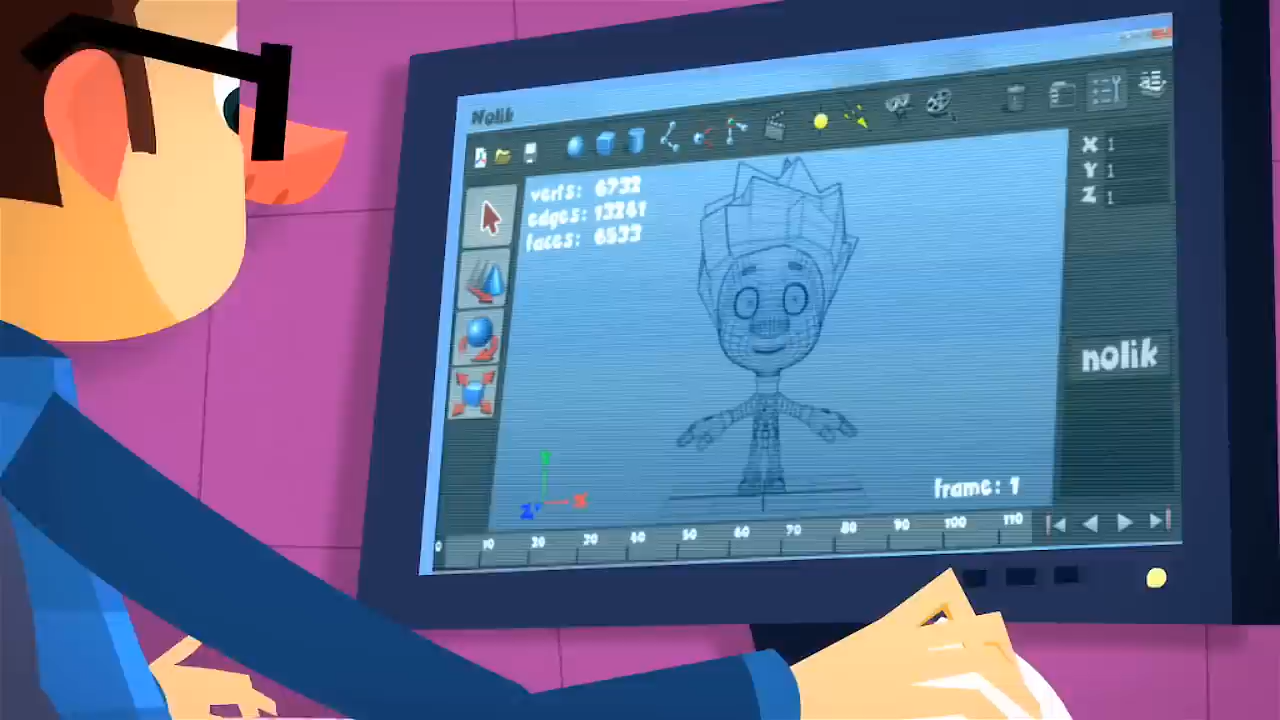 Nolik
verts: 6732
edges: 13261
faces: 6533
X 1
Y 1
Z 1
nolik
Y
Z X
frame: 1
0 10 20 30 40 50 60 70 80 90 100 110